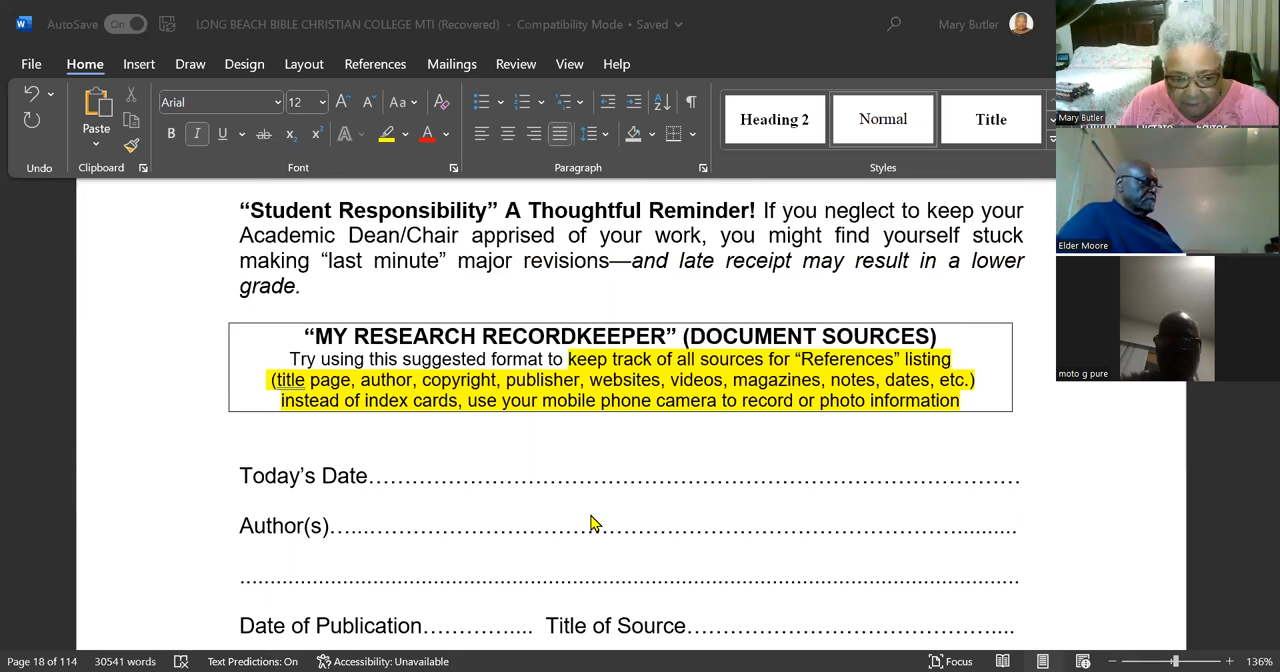 AutoSave On LONG BEACH BIBLE CHRISTIAN COLLEGE MTI (Recovered) - Compatibility Mode • Saved Mary Butler
File Home Insert Draw Design Layout References Mailings Review View Help
Arial 12 Aa
Paste
Heading 2 Normal Title
Undo Clipboard Font Paragraph Styles
“Student Responsibility” A Thoughtful Reminder! If you neglect to keep your
Academic Dean/Chair apprised of your work, you might find yourself stuck
making “last minute” major revisions—and late receipt may result in a lower
grade.
“MY RESEARCH RECORDKEEPER” (DOCUMENT SOURCES)
Try using this suggested format to keep track of all sources for “References” listing
(title page, author, copyright, publisher, websites, videos, magazines, notes, dates, etc.)
instead of index cards, use your mobile phone camera to record or photo information
Today’s Date……………………………………………………………………………
Author(s)…..……………………………………………………………………..........
.................................................................................................................................
Date of Publication………….... Title of Source…………………………………....
Page 18 of 114 30541 words Text Predictions: On Accessibility: Unavailable Focus 136%
Mary Butler
Elder Moore
moto g pure